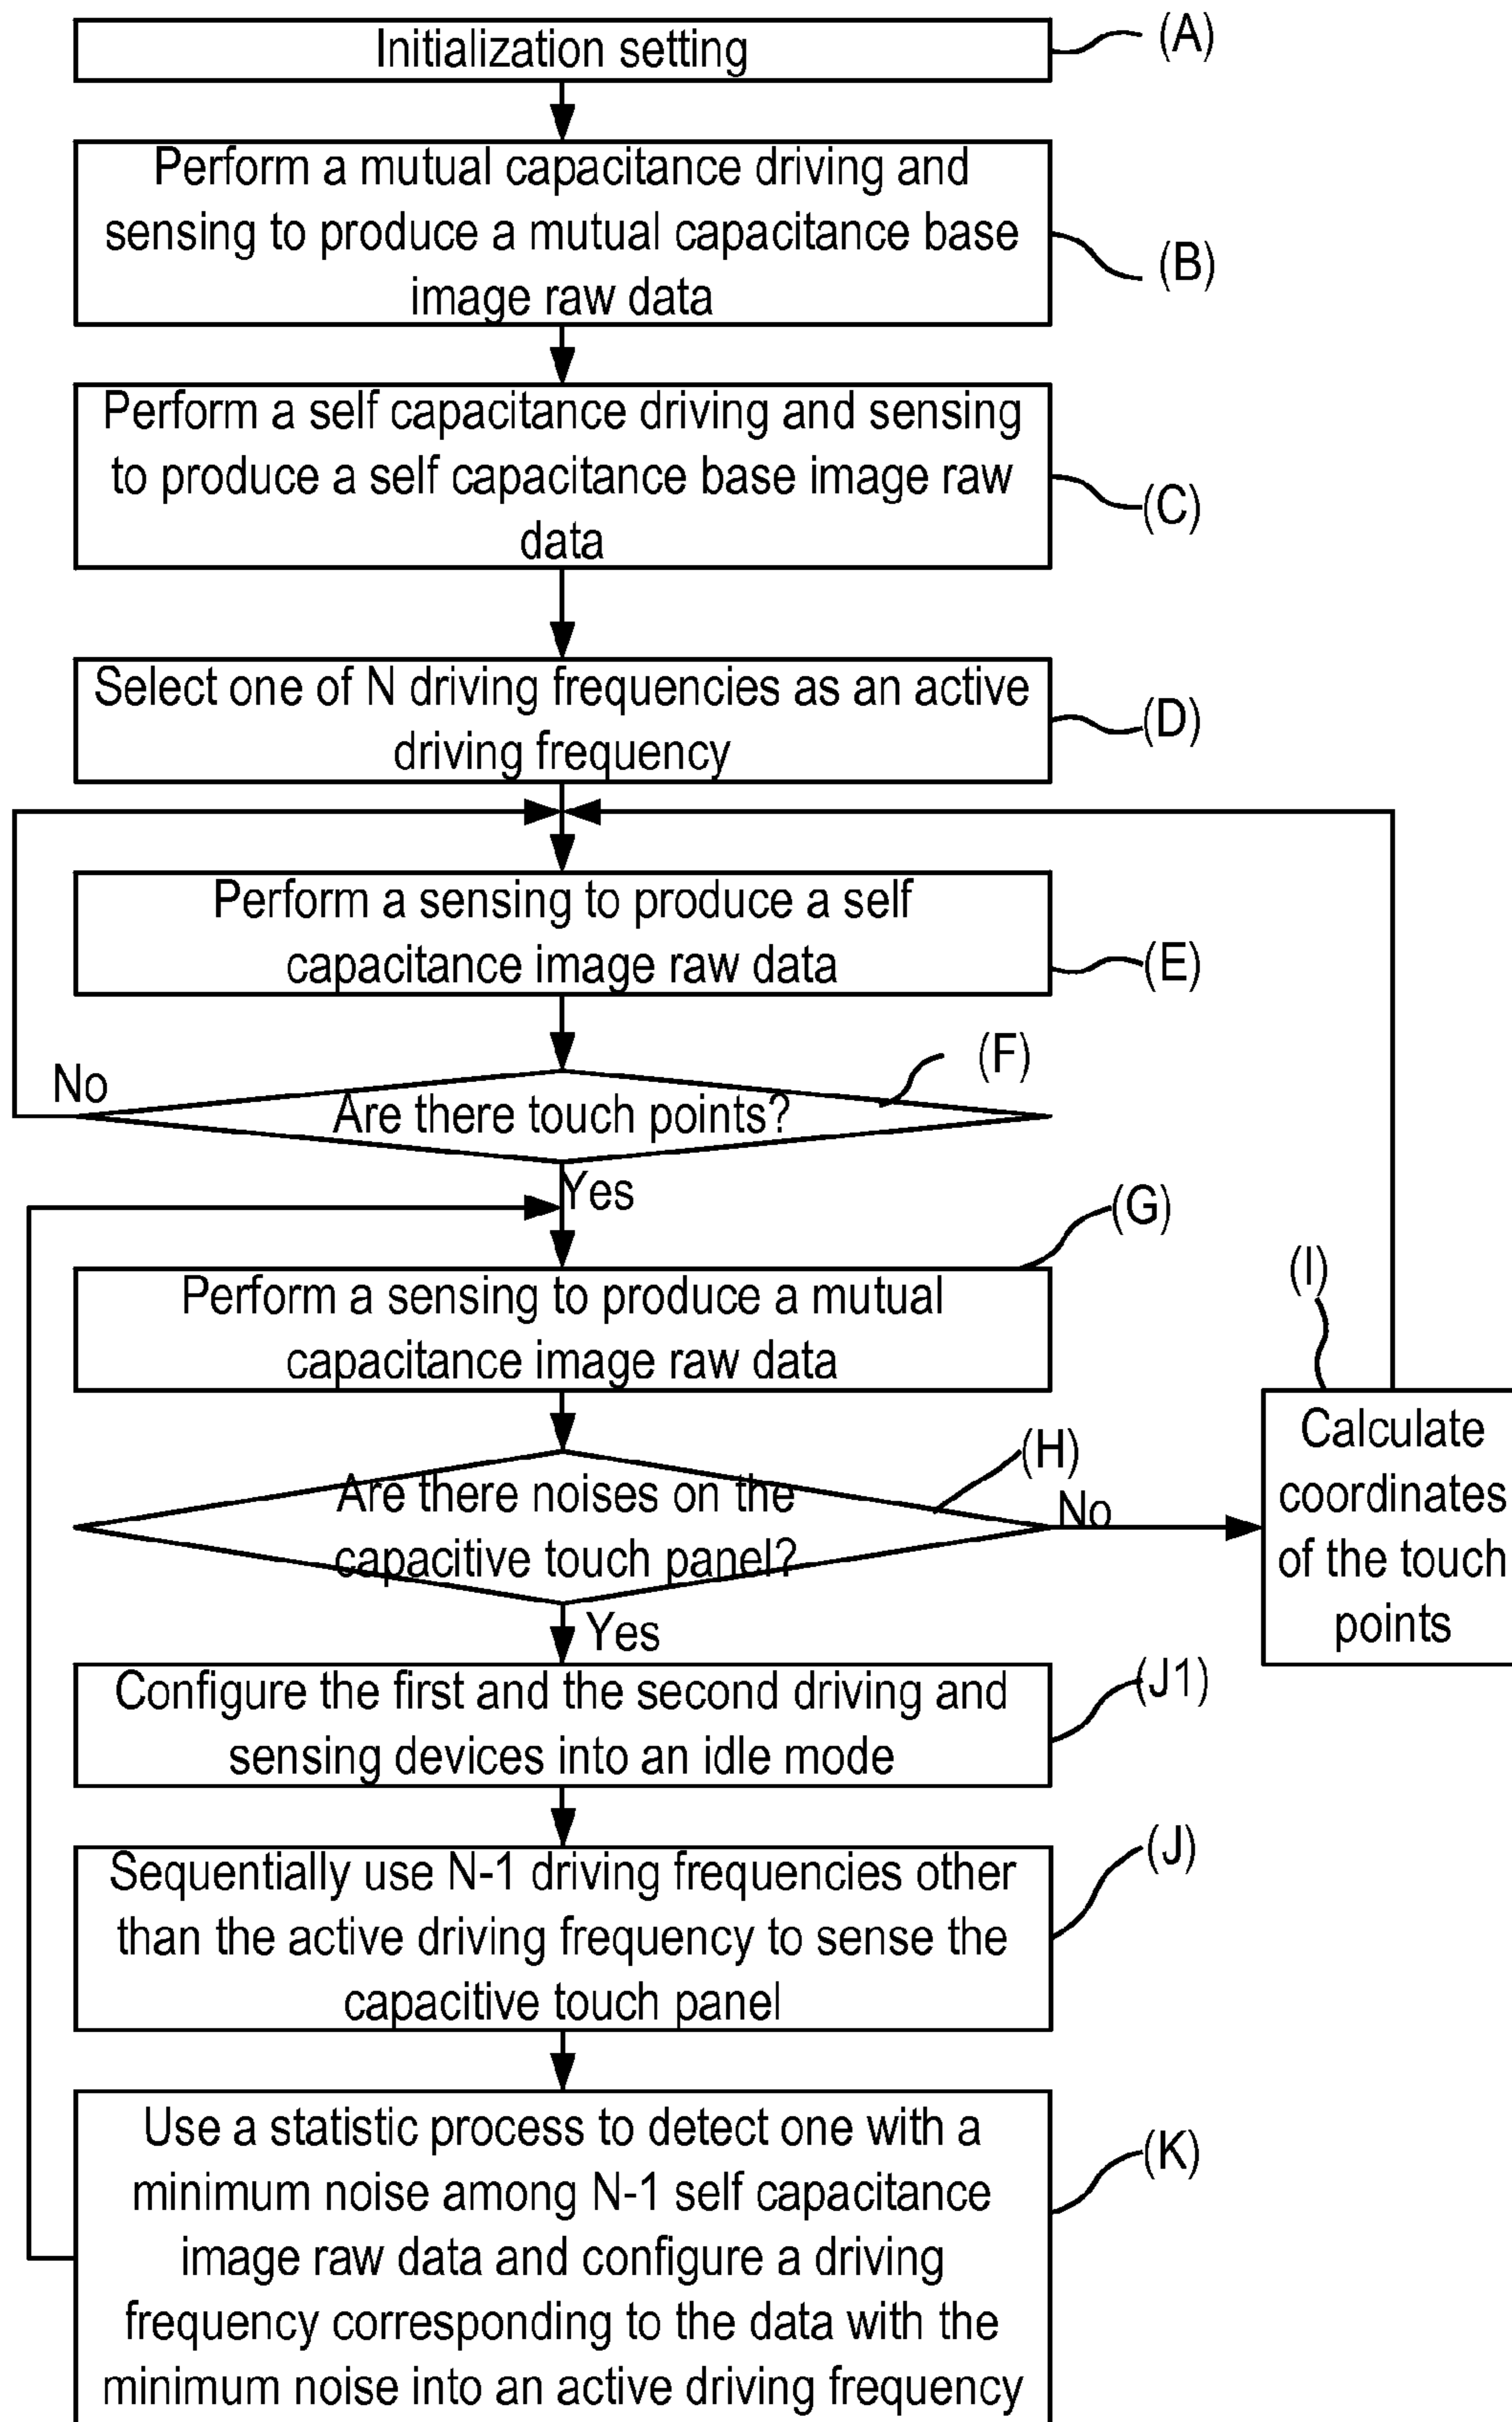 Initialization setting
(A)
Perform a mutual capacitance driving and
sensing to produce a mutual capacitance base
image raw data
(B)
Perform a self capacitance driving and sensing
to produce a self capacitance base image raw
data
(C)
Select one of N driving frequencies as an active
driving frequency
(D)
Perform a sensing to produce a self
capacitance image raw data
(E)
(F)
No
Are there touch points?
Yes
(G)
Perform a sensing to produce a mutual
capacitance image raw data
(H)
Are there noises on the
capacitive touch panel?
No
(I)
Calculate
coordinates
of the touch
points
Yes
Configure the first and the second driving and
sensing devices into an idle mode
(J1)
Sequentially use N-1 driving frequencies other
than the active driving frequency to sense the
capacitive touch panel
(J)
Use a statistic process to detect one with a
minimum noise among N-1 self capacitance
image raw data and configure a driving
frequency corresponding to the data with the
minimum noise into an active driving frequency
(K)